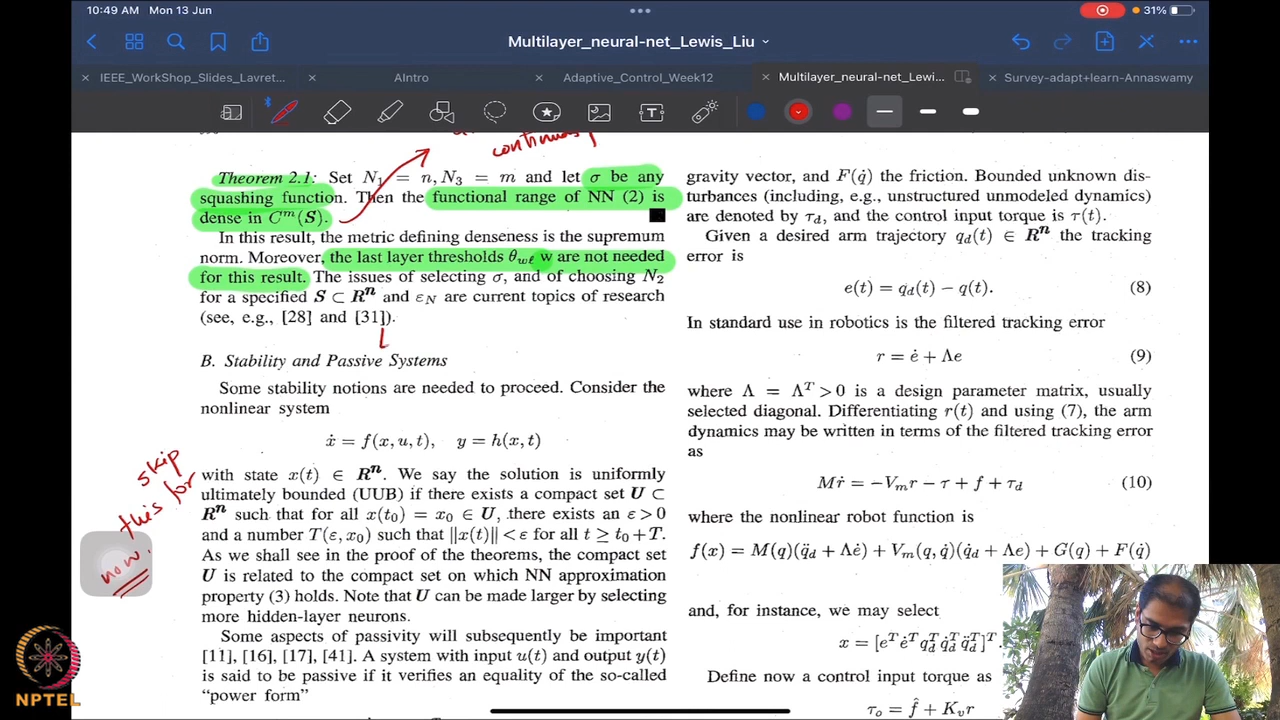 10:49 AM Mon 13 Jun
31%
Multilayer_neural-net_Lewis_Liu
IEEE_WorkShop_Slides_Lavret...
AIntro
Adaptive_Control_Week12
Multilayer_neural-net_Lewi...
Survey-adapt+learn-Annaswamy
continuous
Theorem 2.1: Set N₁ = n, N₃ = m and let σ be any
squashing function. Then the functional range of NN (2) is
dense in Cᵐ(S).
In this result, the metric defining denseness is the supremum
norm. Moreover, the last layer thresholds θwℓ w are not needed
for this result. The issues of selecting σ, and of choosing N₂
for a specified S ⊂ Rⁿ and εN are current topics of research
(see, e.g., [28] and [31]).
B. Stability and Passive Systems
Some stability notions are needed to proceed. Consider the
nonlinear system
ẋ = f(x, u, t), y = h(x, t)
skip
this for
now.
with state x(t) ∈ Rⁿ. We say the solution is uniformly
ultimately bounded (UUB) if there exists a compact set U ⊂
Rⁿ such that for all x(t₀) = x₀ ∈ U, there exists an ε > 0
and a number T(ε, x₀) such that ||x(t)|| < ε for all t ≥ t₀ + T.
As we shall see in the proof of the theorems, the compact set
U is related to the compact set on which NN approximation
property (3) holds. Note that U can be made larger by selecting
more hidden-layer neurons.
Some aspects of passivity will subsequently be important
[11], [16], [17], [41]. A system with input u(t) and output y(t)
is said to be passive if it verifies an equality of the so-called
"power form"
gravity vector, and F(q̇) the friction. Bounded unknown dis-
turbances (including, e.g., unstructured unmodeled dynamics)
are denoted by τd, and the control input torque is τ(t).
Given a desired arm trajectory qd(t) ∈ Rⁿ the tracking
error is
e(t) = qd(t) − q(t). (8)
In standard use in robotics is the filtered tracking error
r = ė + Λe (9)
where Λ = Λᵀ > 0 is a design parameter matrix, usually
selected diagonal. Differentiating r(t) and using (7), the arm
dynamics may be written in terms of the filtered tracking error
as
Mṙ = −Vmr − τ + f + τd (10)
where the nonlinear robot function is
f(x) = M(q)(q̈d + Λė) + Vm(q, q̇)(q̇d + Λe) + G(q) + F(q̇)
and, for instance, we may select
x = [eᵀ ėᵀ qdᵀ q̇dᵀ q̈dᵀ]ᵀ.
Define now a control input torque as
τo = f̂ + Kvr
NPTEL